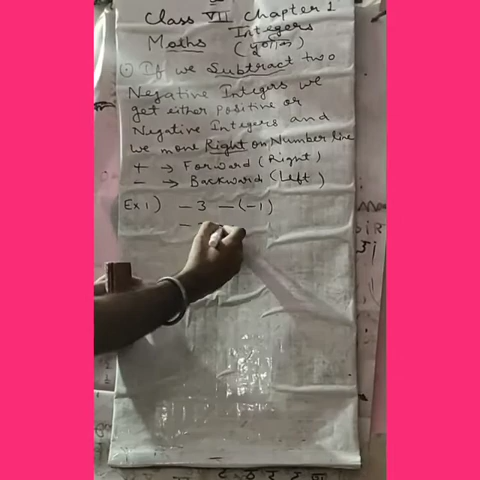 Class VII Chapter 1
Integers
Maths (पूर्णांक)
① If we Subtract two
Negative Integers we
get either Positive or
Negative Integers and
we move Right on Number line
+ → Forward (Right)
- → Backward (Left)
Ex 1) -3 -(-1)